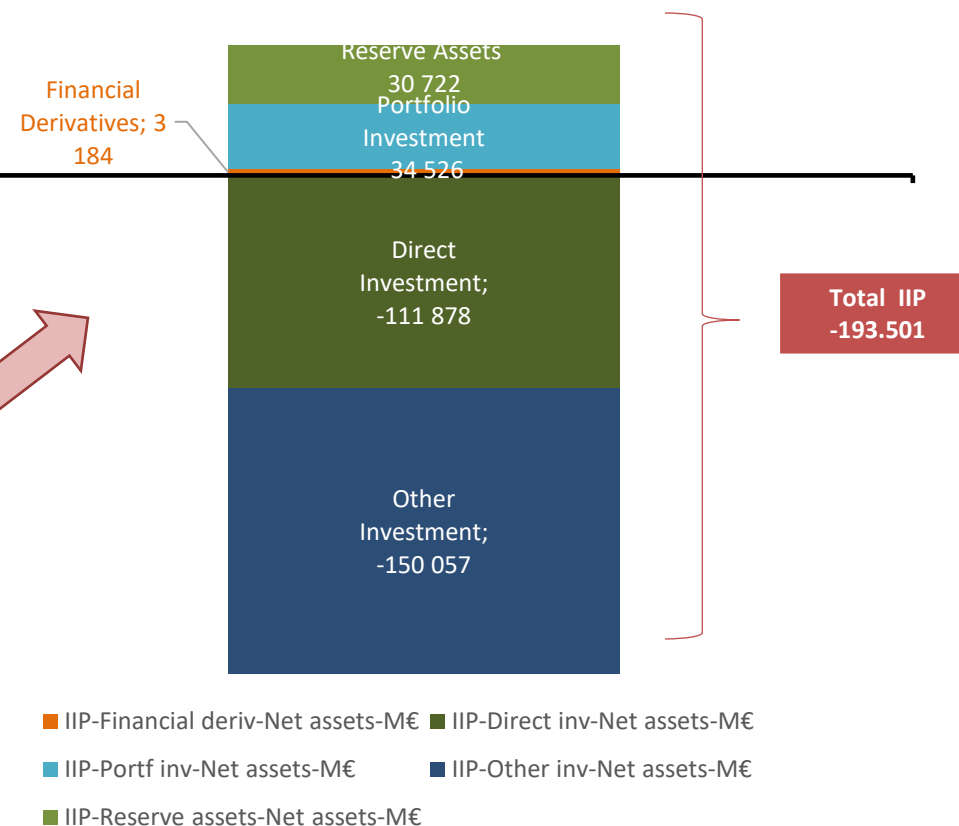 Reserve Assets
30 722
Financial
Derivatives; 3
184
Portfolio
Investment
34 526
Direct
Investment;
-111 878
Total IIP
-193.501
Other
Investment;
-150 057
IIP-Financial deriv-Net assets-M€ IIP-Direct inv-Net assets-M€
IIP-Portf inv-Net assets-M€ IIP-Other inv-Net assets-M€
IIP-Reserve assets-Net assets-M€